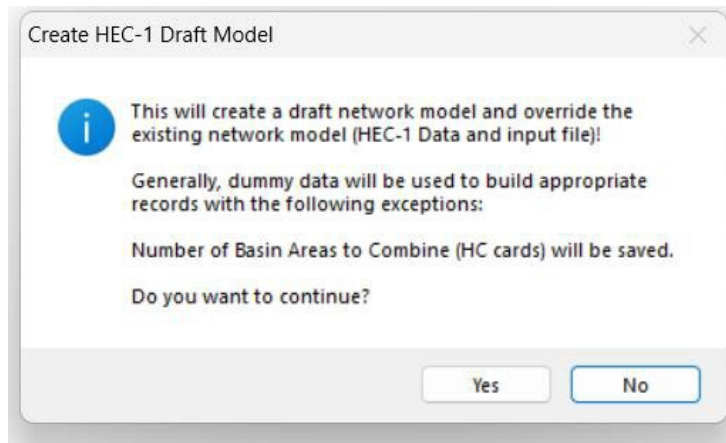 Create HEC-1 Draft Model
This will create a draft network model and override the
existing network model (HEC-1 Data and input file)!
Generally, dummy data will be used to build appropriate
records with the following exceptions:
Number of Basin Areas to Combine (HC cards) will be saved.
Do you want to continue?
Yes
No